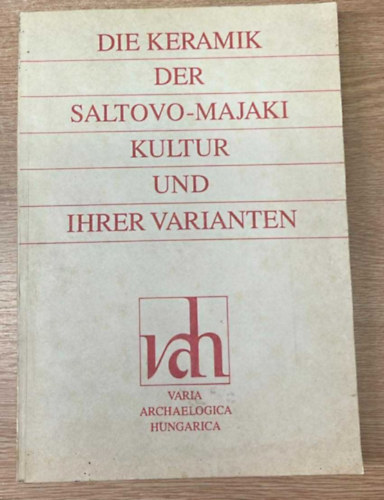 DIE KERAMIK
DER
SALTOVO-MAJAKI
KULTUR
UND
IHRER VARIANTEN
vah
VARIA
ARCHAELOGICA
HUNGARICA